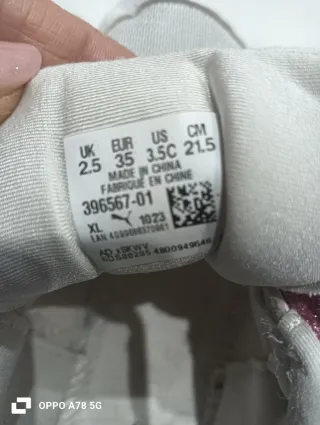 UK EUR US CM
2.5 35 3.5C 21.5
MADE IN CHINA
FABRIQUÉ EN CHINE
396567-01
XL 1023
EAN
OPPO A78 5G